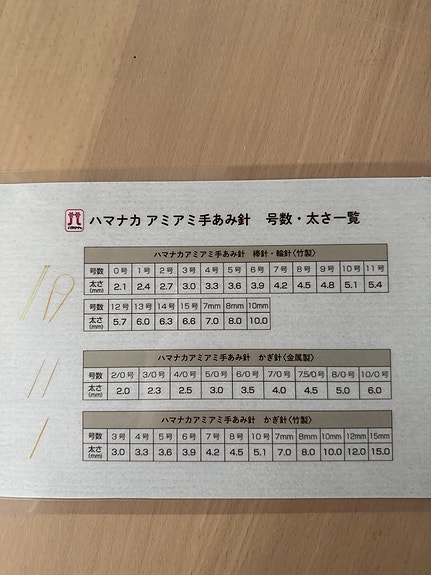 ハマナカ アミアミ手あみ針 号数・太さ一覧
ハマナカアミアミ手あみ針 棒針・輪針〈竹製〉
号数 0号 1号 2号 3号 4号 5号 6号 7号 8号 9号 10号 11号
太さ(mm) 2.1 2.4 2.7 3.0 3.3 3.6 3.9 4.2 4.5 4.8 5.1 5.4
号数 12号 13号 14号 15号 7mm 8mm 10mm
太さ(mm) 5.7 6.0 6.3 6.6 7.0 8.0 10.0
ハマナカアミアミ手あみ針 かぎ針〈金属製〉
号数 2/0号 3/0号 4/0号 5/0号 6/0号 7/0号 7.5/0号 8/0号 10/0号
太さ(mm) 2.0 2.3 2.5 3.0 3.5 4.0 4.5 5.0 6.0
ハマナカアミアミ手あみ針 かぎ針〈竹製〉
号数 3号 4号 5号 6号 7号 8号 10号 7mm 8mm 10mm 12mm 15mm
太さ(mm) 3.0 3.3 3.6 3.9 4.2 4.5 5.1 7.0 8.0 10.0 12.0 15.0